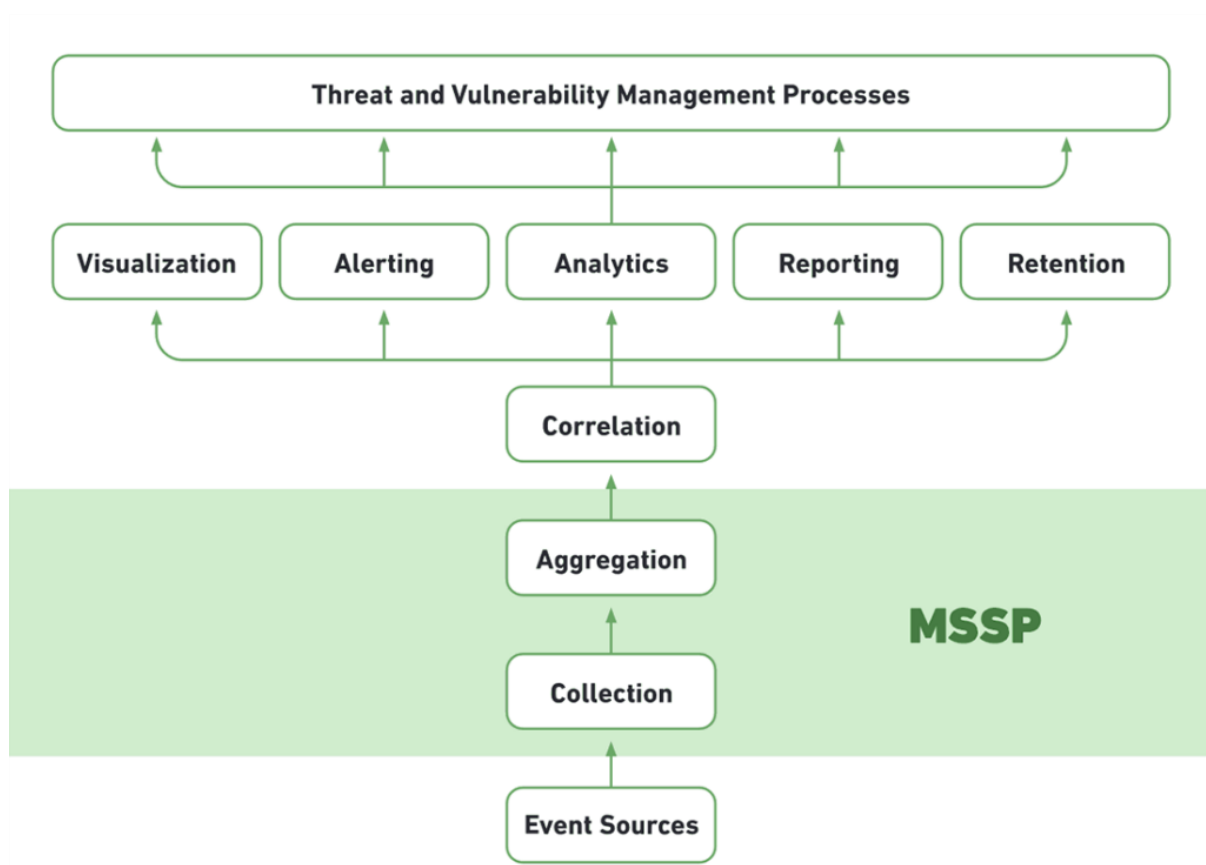 Threat and Vulnerability Management Processes
Visualization
Alerting
Analytics
Reporting
Retention
Correlation
Aggregation
MSSP
Collection
Event Sources